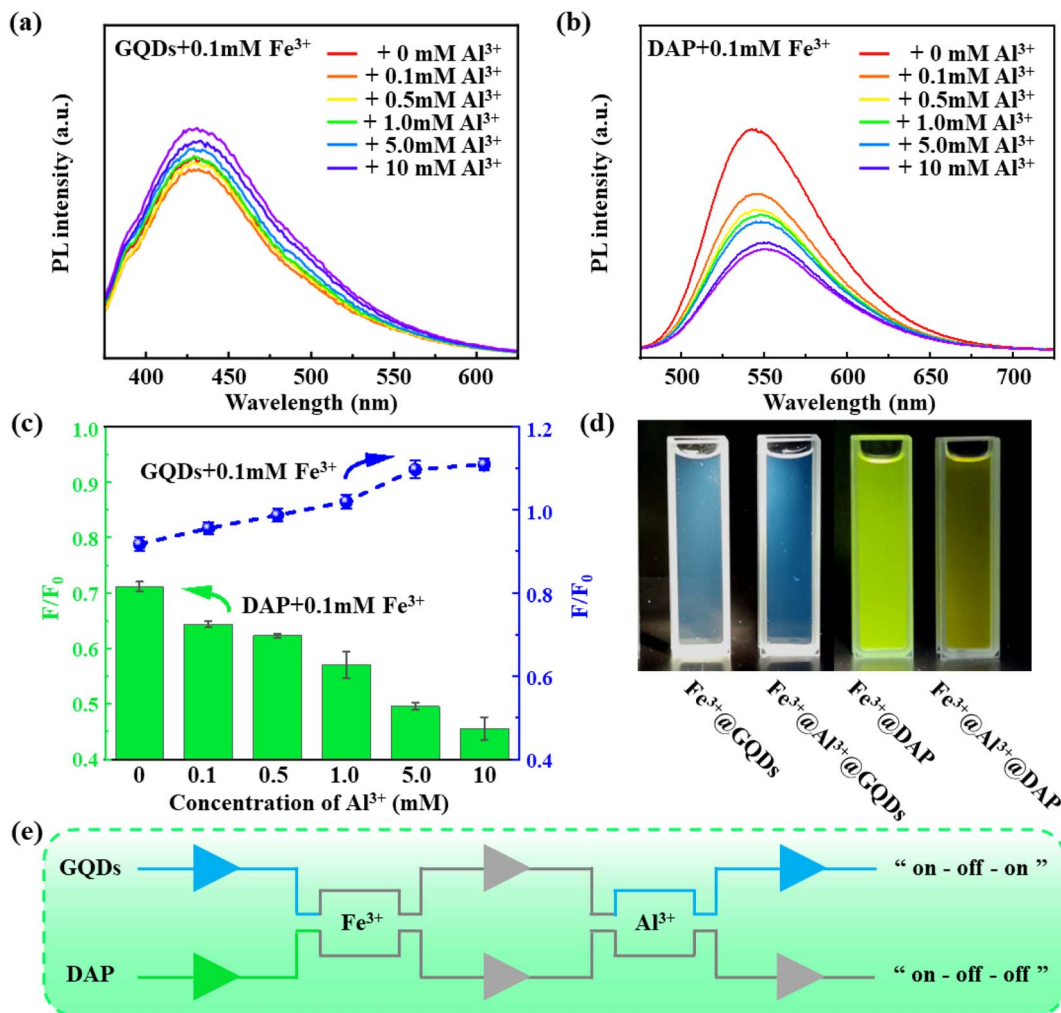 (a)
GQDs+0.1mM Fe³⁺
+ 0 mM Al³⁺
+ 0.1mM Al³⁺
+ 0.5mM Al³⁺
+ 1.0mM Al³⁺
+ 5.0mM Al³⁺
+ 10 mM Al³⁺
PL intensity (a.u.)
400 450 500 550 600
Wavelength (nm)
(b)
DAP+0.1mM Fe³⁺
+ 0 mM Al³⁺
+ 0.1mM Al³⁺
+ 0.5mM Al³⁺
+ 1.0mM Al³⁺
+ 5.0mM Al³⁺
+ 10 mM Al³⁺
PL intensity (a.u.)
500 550 600 650 700
Wavelength (nm)
(c)
1.0
0.9
0.8
0.7
0.6
0.5
0.4
F/F₀
GQDs+0.1mM Fe³⁺
DAP+0.1mM Fe³⁺
1.2
1.0
0.8
0.6
0.4
F/F₀
0 0.1 0.5 1.0 5.0 10
Concentration of Al³⁺ (mM)
(d)
Fe³⁺@GQDs
Fe³⁺@Al³⁺@GQDs
Fe³⁺@DAP
Fe³⁺@Al³⁺@DAP
(e)
GQDs
Fe³⁺
Al³⁺
“ on - off - on ”
DAP
“ on - off - off ”